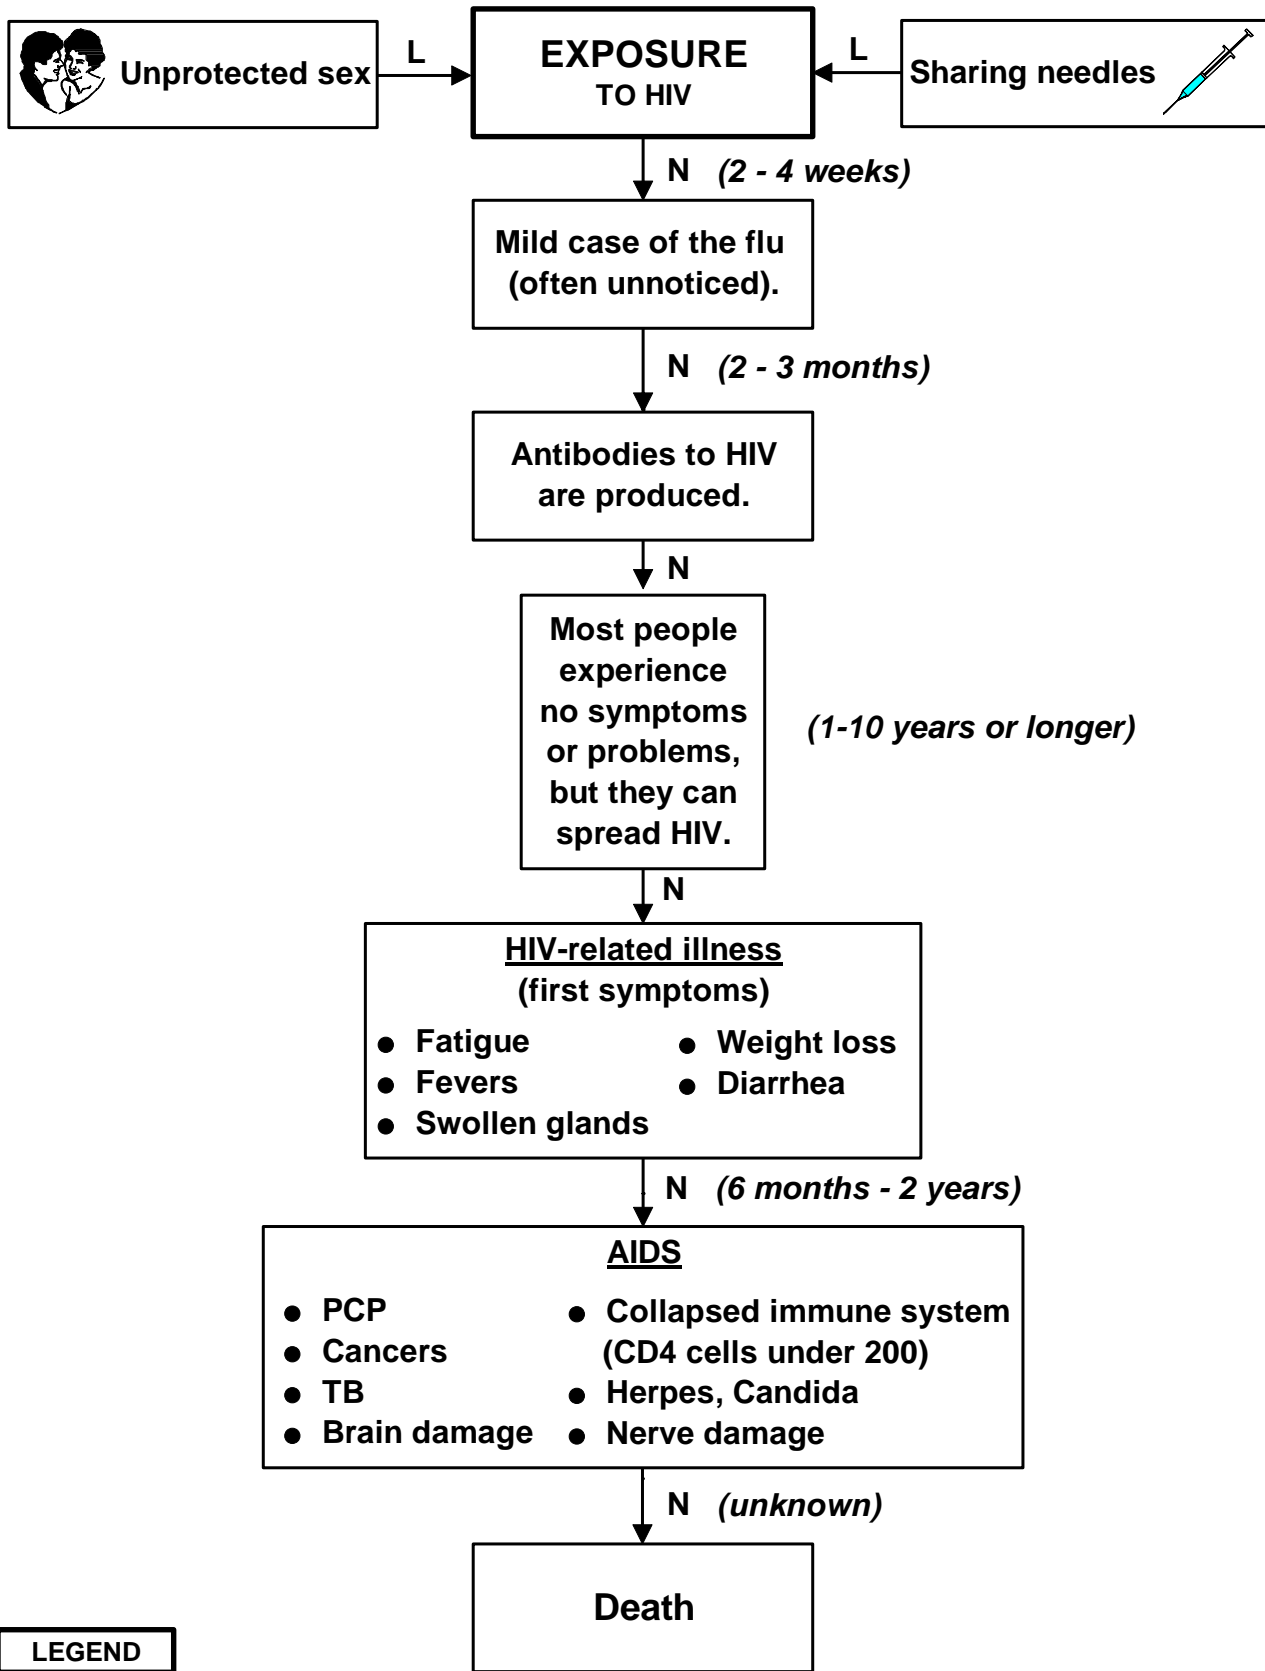 Unprotected sex
L
EXPOSURE
TO HIV
L
Sharing needles
N (2 - 4 weeks)
Mild case of the flu
(often unnoticed).
N (2 - 3 months)
Antibodies to HIV
are produced.
N
Most people
experience
no symptoms
or problems,
but they can
spread HIV.
(1-10 years or longer)
N
HIV-related illness
(first symptoms)
● Fatigue
● Fevers
● Swollen glands
● Weight loss
● Diarrhea
N (6 months - 2 years)
AIDS
● PCP
● Cancers
● TB
● Brain damage
● Collapsed immune system
(CD4 cells under 200)
● Herpes, Candida
● Nerve damage
N (unknown)
Death
LEGEND